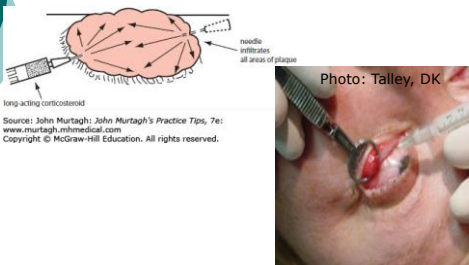 needle
infiltrates
all areas of plaque
long-acting corticosteroid
Source: John Murtagh: John Murtagh's Practice Tips, 7e:
www.murtagh.mhmedical.com
Copyright © McGraw-Hill Education. All rights reserved.
Photo: Talley, DK